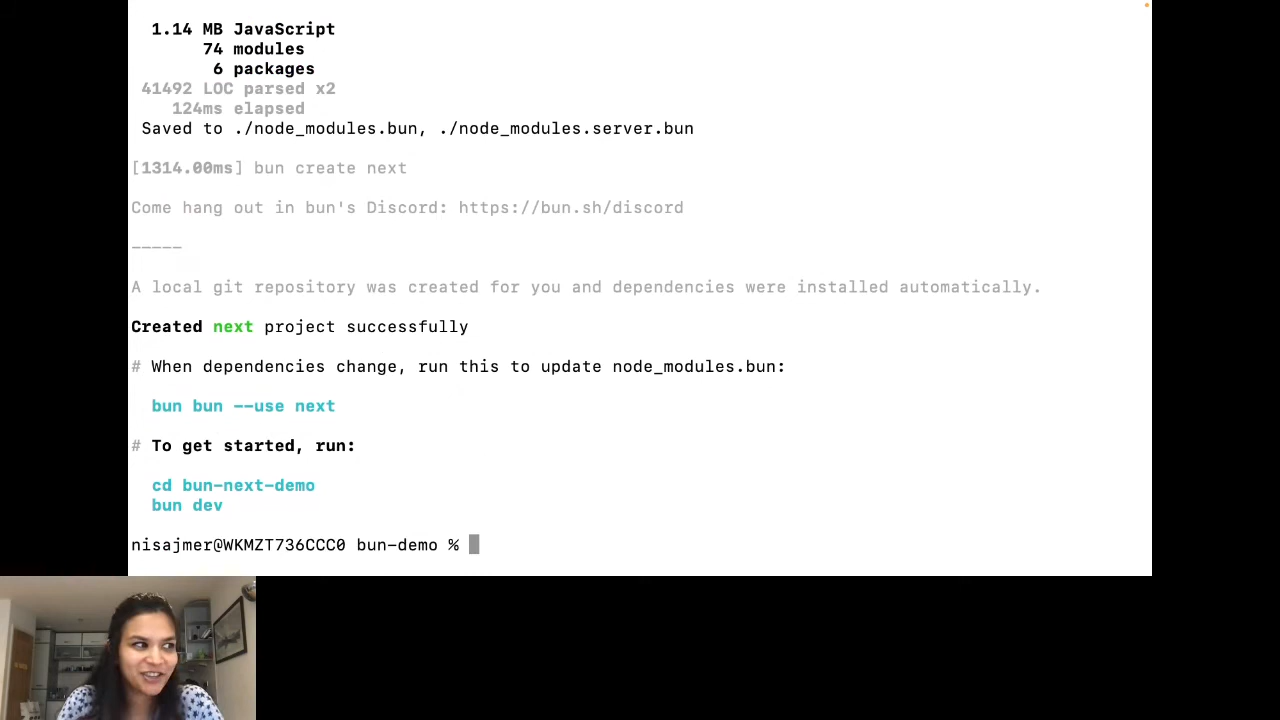 1.14 MB JavaScript
74 modules
6 packages
41492 LOC parsed x2
124ms elapsed
Saved to ./node_modules.bun, ./node_modules.server.bun
[1314.00ms] bun create next
Come hang out in bun's Discord: https://bun.sh/discord
-----
A local git repository was created for you and dependencies were installed automatically.
Created next project successfully
# When dependencies change, run this to update node_modules.bun:
bun bun --use next
# To get started, run:
cd bun-next-demo
bun dev
nisajmer@WKMZT736CCC0 bun-demo %